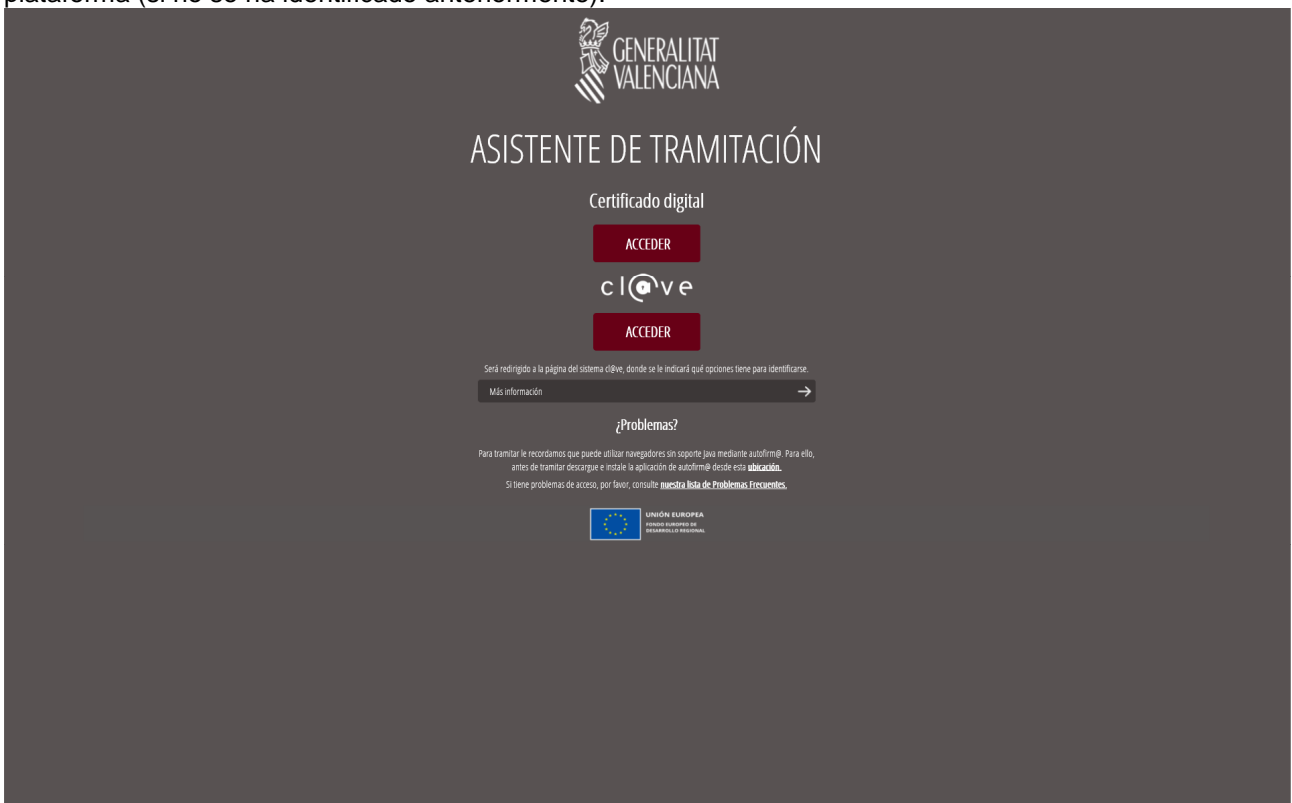 plataforma (si no se ha identificado anteriormente).
GENERALITAT
VALENCIANA
ASISTENTE DE TRAMITACIÓN
Certificado digital
ACCEDER
cl@ve
ACCEDER
Será redirigido a la página del sistema cl@ve, donde se le indicará qué opciones tiene para identificarse.
Más información
¿Problemas?
Para tramitar le recordamos que puede utilizar navegadores sin soporte Java mediante autofirm@. Para ello,
antes de tramitar descargue e instale la aplicación de autofirm@ desde esta ubicación.
Si tiene problemas de acceso, por favor, consulte nuestra lista de Problemas Frecuentes.
UNIÓN EUROPEA
FONDO EUROPEO DE
DESARROLLO REGIONAL